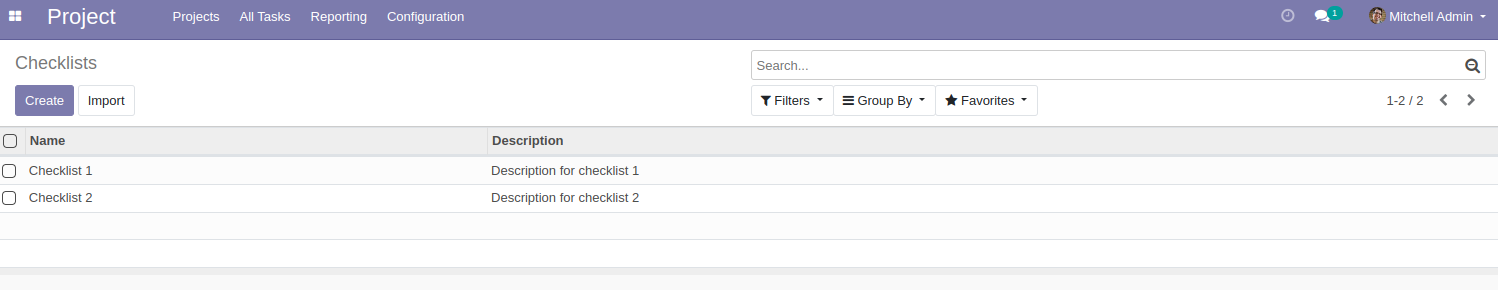 Project Projects All Tasks Reporting Configuration 1 Mitchell Admin
Checklists Search...
Create Import Filters Group By Favorites 1-2 / 2
Name Description
Checklist 1 Description for checklist 1
Checklist 2 Description for checklist 2